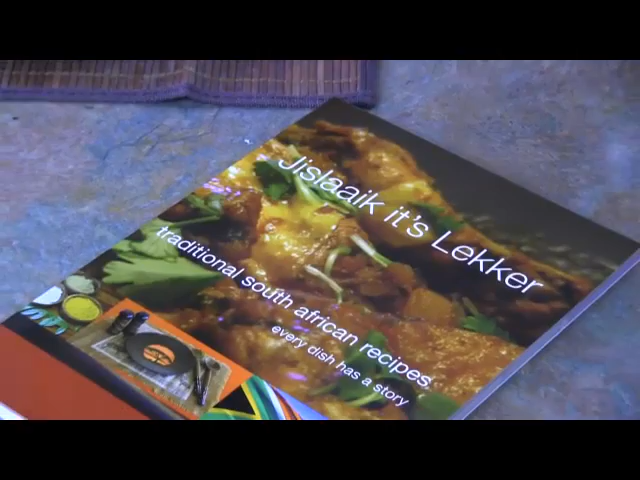 Jislaaik it's Lekker
traditional south african recipes
every dish has a story